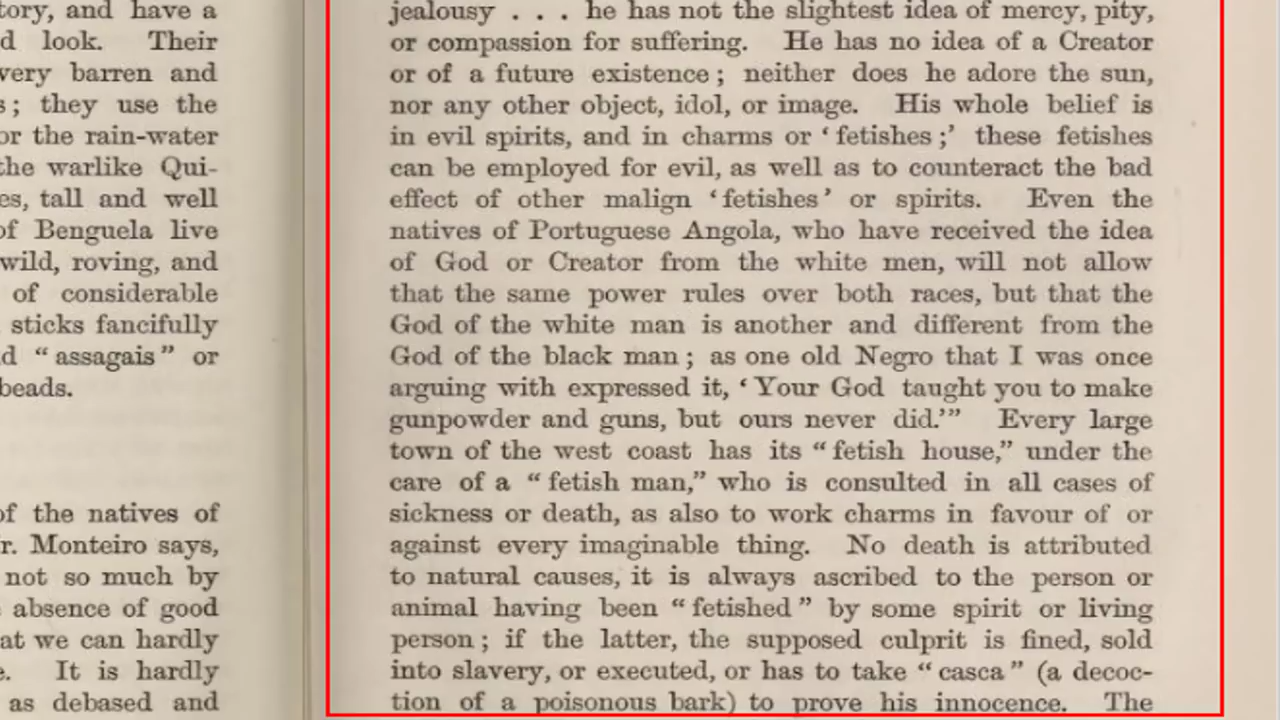 tory, and have a
look. Their
very barren and
they use the
or the rain-water
the warlike Qui-
tall and well
of Benguela live
wild, roving, and
of considerable
sticks fancifully
"assagais" or
beads.
of the natives of
Monteiro says,
not so much by
absence of good
at we can hardly
It is hardly
as debased and
jealousy . . . he has not the slightest idea of mercy, pity,
or compassion for suffering. He has no idea of a Creator
or of a future existence; neither does he adore the sun,
nor any other object, idol, or image. His whole belief is
in evil spirits, and in charms or 'fetishes;' these fetishes
can be employed for evil, as well as to counteract the bad
effect of other malign 'fetishes' or spirits. Even the
natives of Portuguese Angola, who have received the idea
of God or Creator from the white men, will not allow
that the same power rules over both races, but that the
God of the white man is another and different from the
God of the black man; as one old Negro that I was once
arguing with expressed it, 'Your God taught you to make
gunpowder and guns, but ours never did.'" Every large
town of the west coast has its "fetish house," under the
care of a "fetish man," who is consulted in all cases of
sickness or death, as also to work charms in favour of or
against every imaginable thing. No death is attributed
to natural causes, it is always ascribed to the person or
animal having been "fetished" by some spirit or living
person; if the latter, the supposed culprit is fined, sold
into slavery, or executed, or has to take "casca" (a decoc-
tion of a poisonous bark) to prove his innocence. The